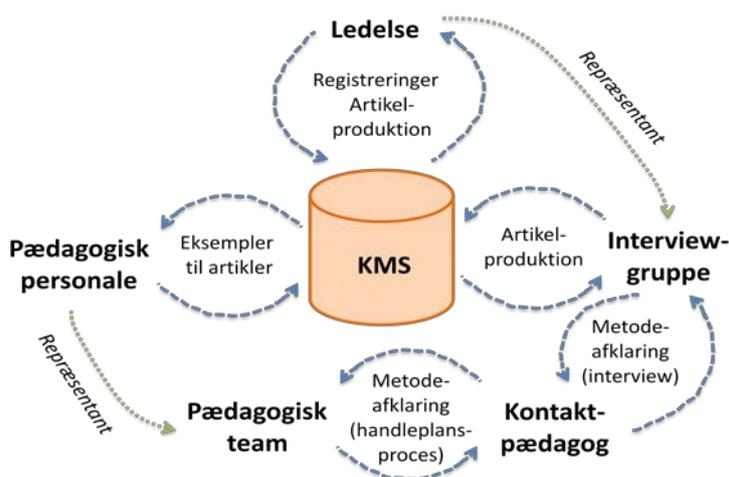 Ledelse
Registreringer
Artikel-
produktion
Repræsentant
Pædagogisk
personale
Eksempler
til artikler
KMS
Artikel-
produktion
Interview-
gruppe
Metode-
afklaring
(interview)
Repræsentant
Pædagogisk
team
Metode-
afklaring
(handleplans-
proces)
Kontakt-
pædagog